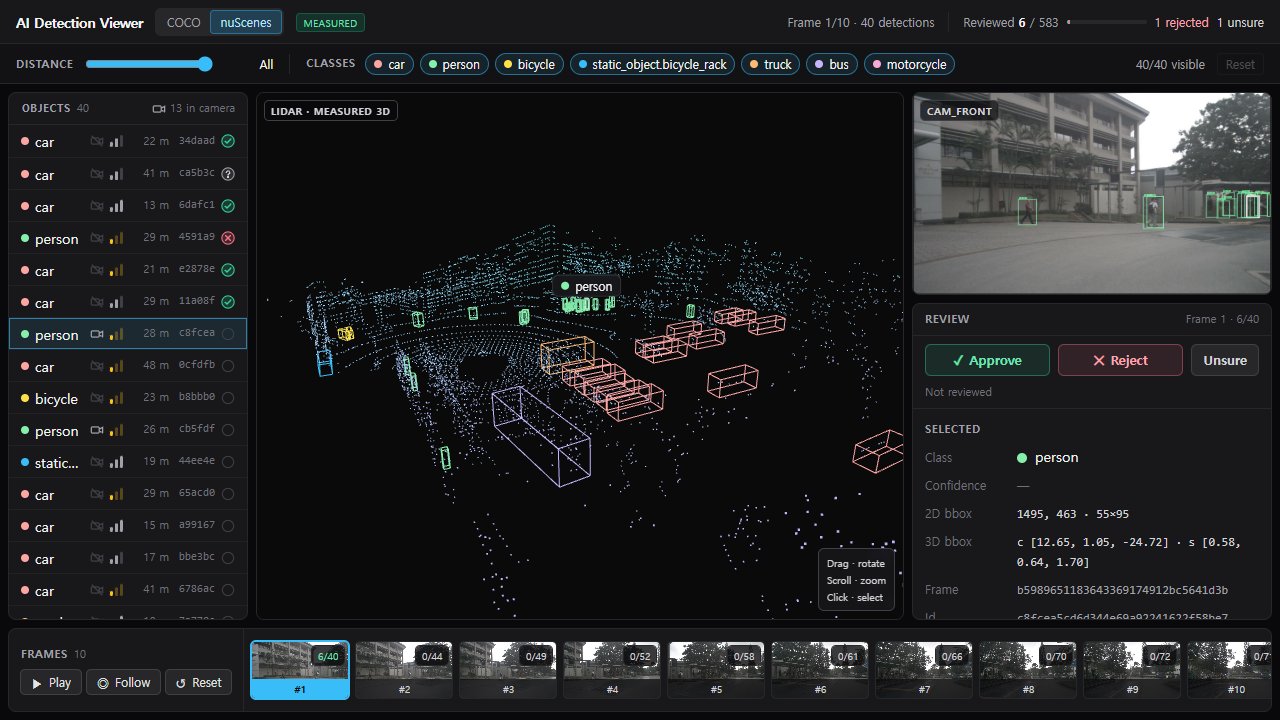 AI Detection Viewer COCO nuScenes MEASURED Frame 1/10 · 40 detections Reviewed 6 / 583 1 rejected 1 unsure
DISTANCE All CLASSES car person bicycle static_object.bicycle_rack truck bus motorcycle 40/40 visible Reset
OBJECTS 40 13 in camera
car 22 m 34daad
car 41 m ca5b3c ?
car 13 m 6dafc1
person 29 m 4591a9
car 21 m e2878e
car 29 m 11a08f
person 28 m c8fcea
car 48 m 0cfdfb
bicycle 23 m b8bbb0
person 26 m cb5fdf
static... 19 m 44ee4e
car 29 m 65acd0
car 15 m a99167
car 17 m bbe3bc
car 41 m 6786ac
LIDAR · MEASURED 3D
person
Drag · rotate
Scroll · zoom
Click · select
CAM_FRONT
REVIEW Frame 1 · 6/40
✓ Approve ✕ Reject Unsure
Not reviewed
SELECTED
Class person
Confidence —
2D bbox 1495, 463 · 55×95
3D bbox c [12.65, 1.05, -24.72] · s [0.58,
0.64, 1.70]
Frame b5989651183643369174912bc5641d3b
Id
FRAMES 10
Play Follow Reset
6/40 0/44 0/49 0/52 0/58 0/61 0/66 0/70 0/72
#1 #2 #3 #4 #5 #6 #7 #8 #9 #10